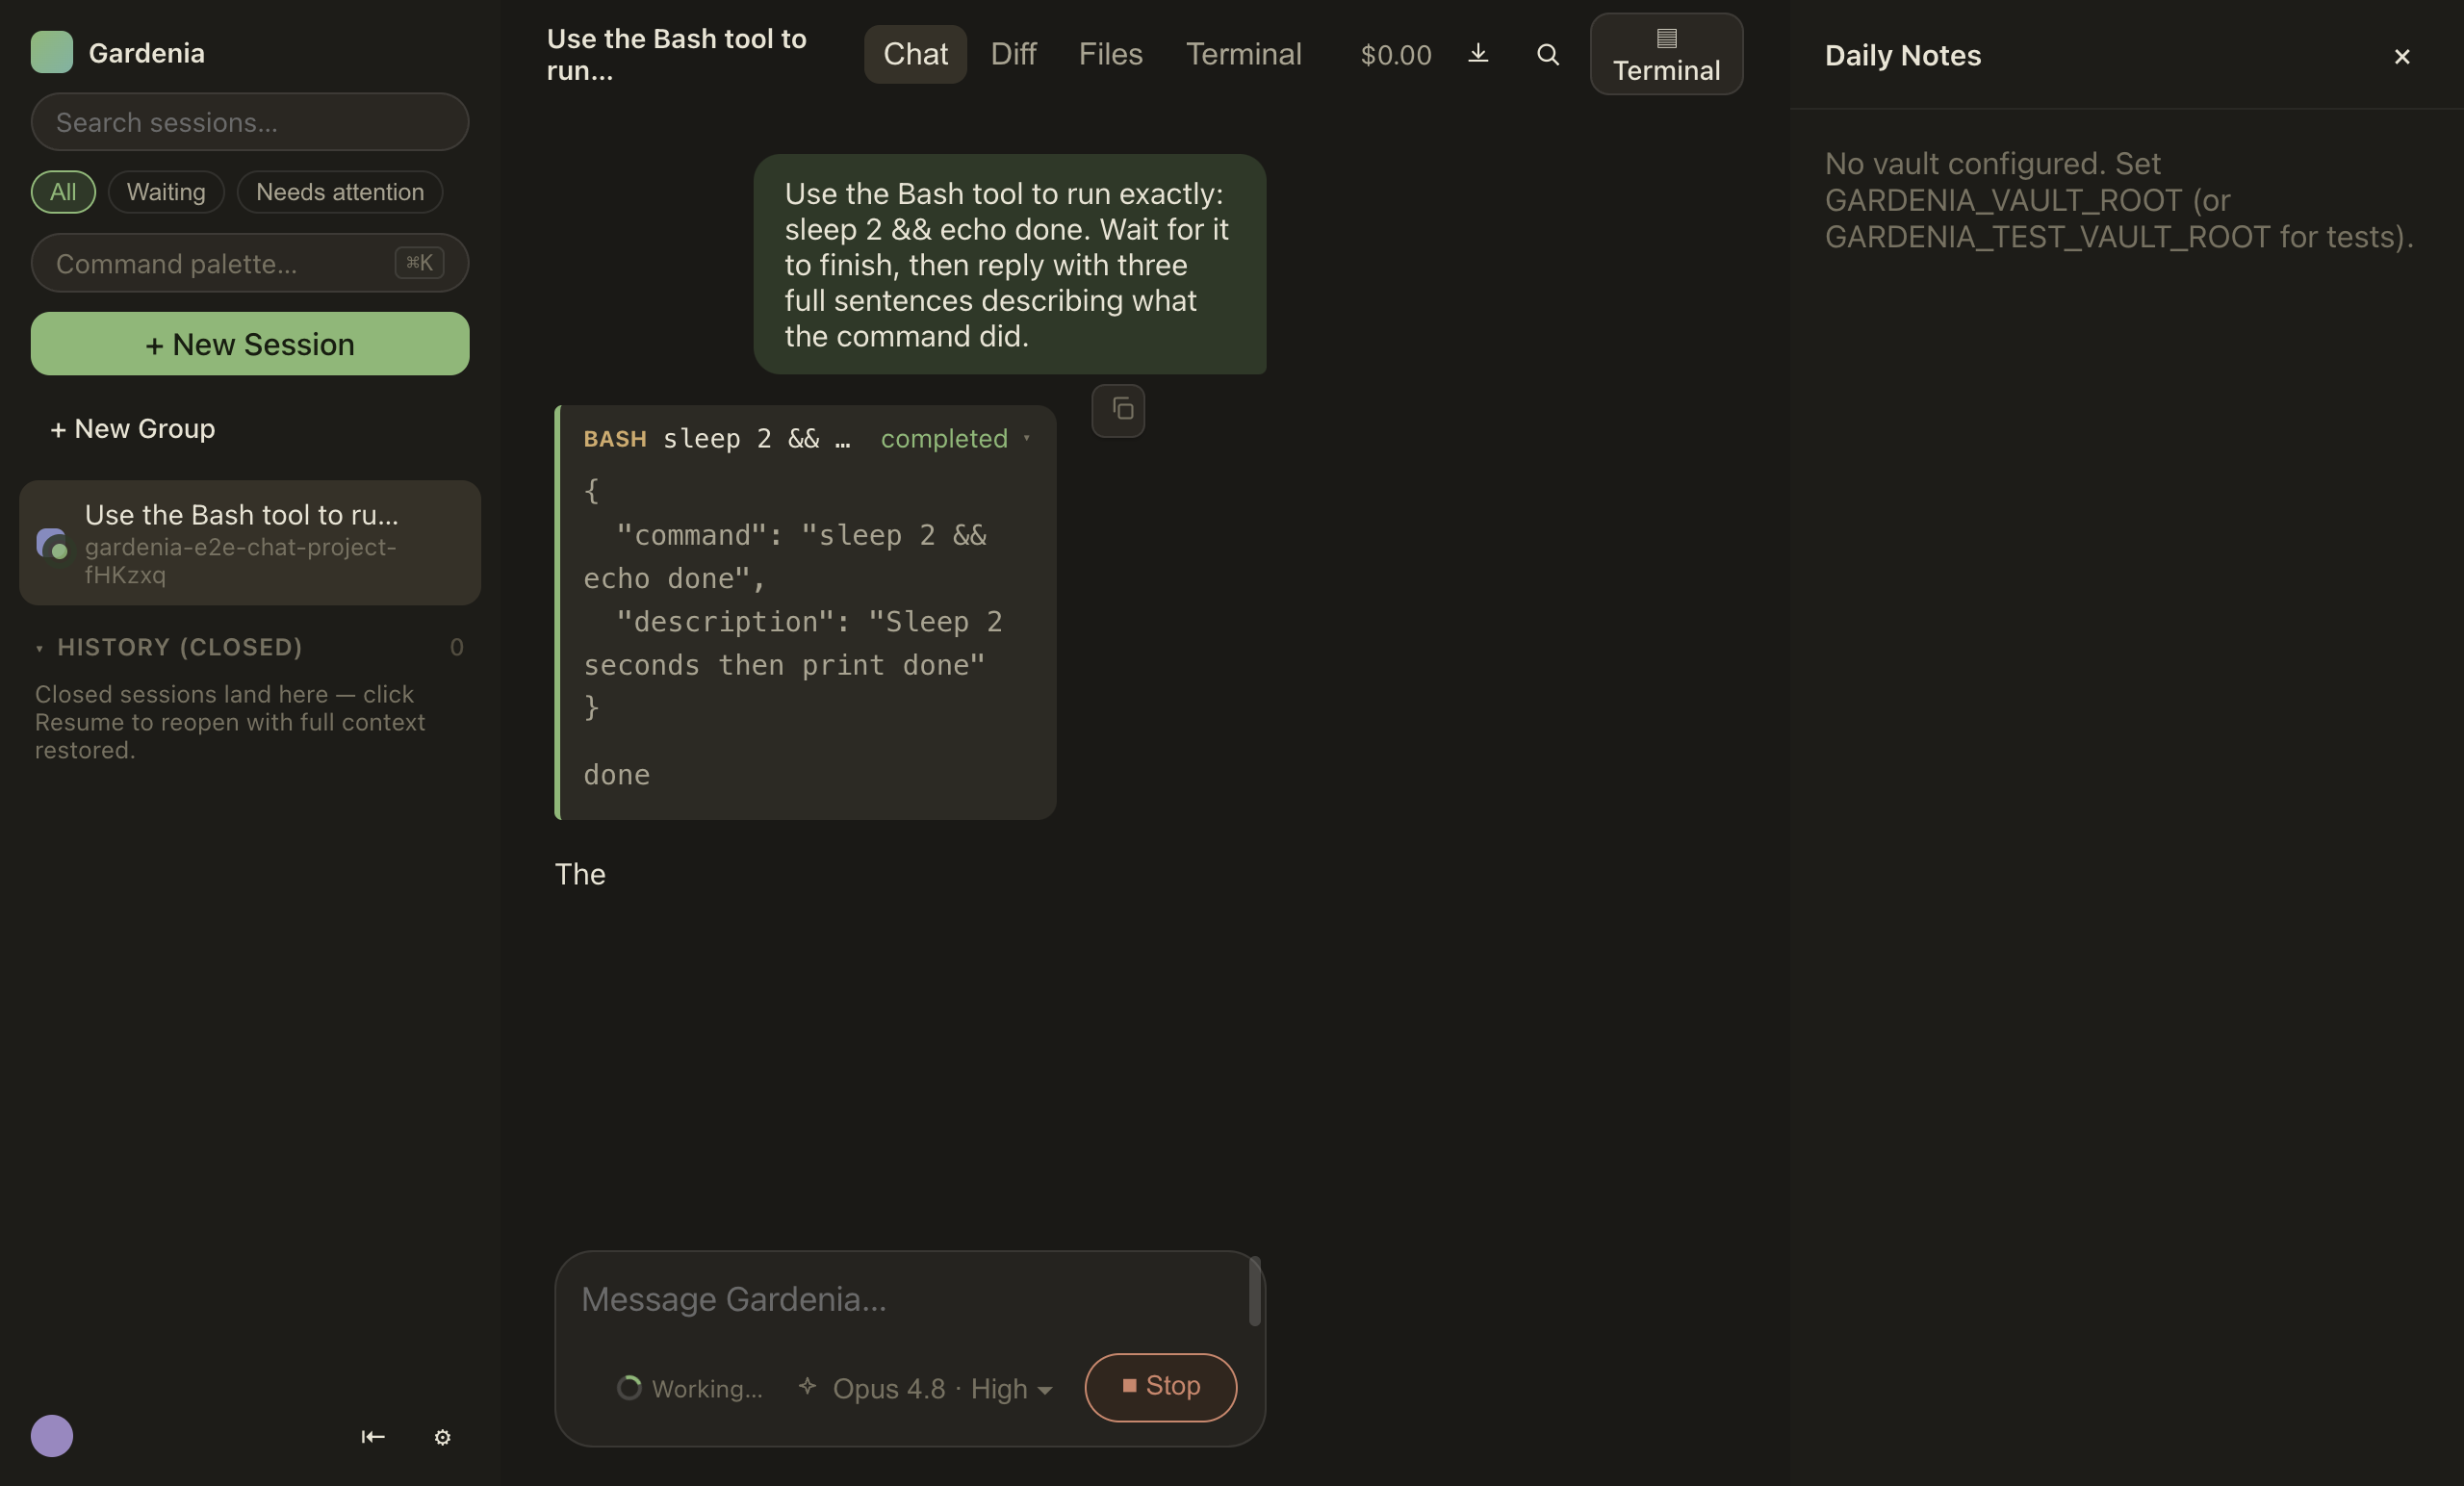 Gardenia
Search sessions...
All
Waiting
Needs attention
Command palette...
⌘K
+ New Session
+ New Group
Use the Bash tool to ru...
gardenia-e2e-chat-project-
fHKzxq
HISTORY (CLOSED)
0
Closed sessions land here — click
Resume to reopen with full context
restored.
Use the Bash tool to
run...
Chat
Diff
Files
Terminal
$0.00
Terminal
Use the Bash tool to run exactly:
sleep 2 && echo done. Wait for it
to finish, then reply with three
full sentences describing what
the command did.
BASH sleep 2 && … completed
{
"command": "sleep 2 &&
echo done",
"description": "Sleep 2
seconds then print done"
}
done
The
Message Gardenia...
Working...
Opus 4.8 · High
Stop
Daily Notes
No vault configured. Set
GARDENIA_VAULT_ROOT (or
GARDENIA_TEST_VAULT_ROOT for tests).